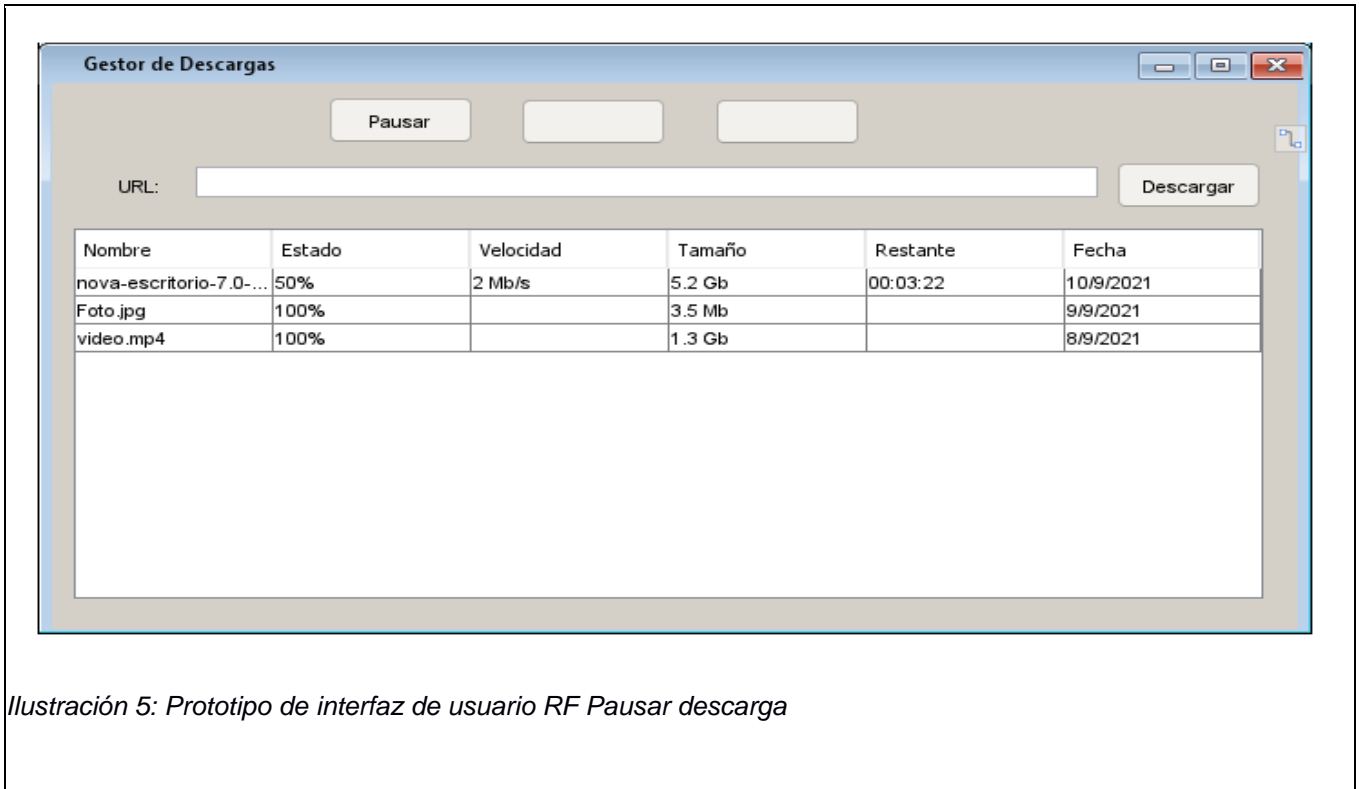 Gestor de Descargas
Pausar
URL:
Descargar
Nombre Estado Velocidad Tamaño Restante Fecha
nova-escritorio-7.0-... 50% 2 Mb/s 5.2 Gb 00:03:22 10/9/2021
Foto.jpg 100% 3.5 Mb 9/9/2021
video.mp4 100% 1.3 Gb 8/9/2021
Ilustración 5: Prototipo de interfaz de usuario RF Pausar descarga